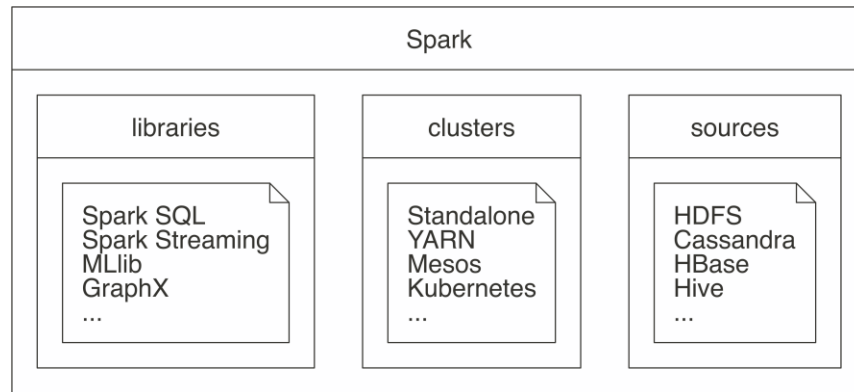 Spark
libraries
Spark SQL
Spark Streaming
MLlib
GraphX
...
clusters
Standalone
YARN
Mesos
Kubernetes
...
sources
HDFS
Cassandra
HBase
Hive
...